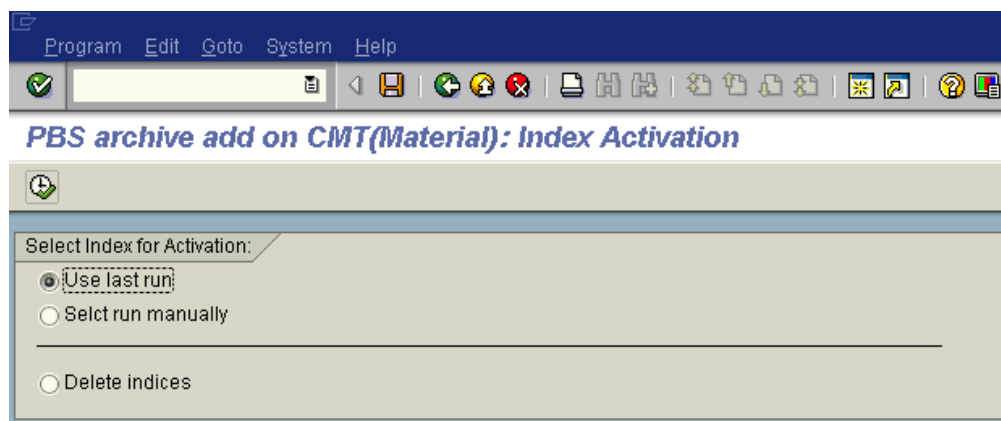 Program Edit Goto System Help
PBS archive add on CMT(Material): Index Activation
Select Index for Activation:
Use last run
Selct run manually
Delete indices